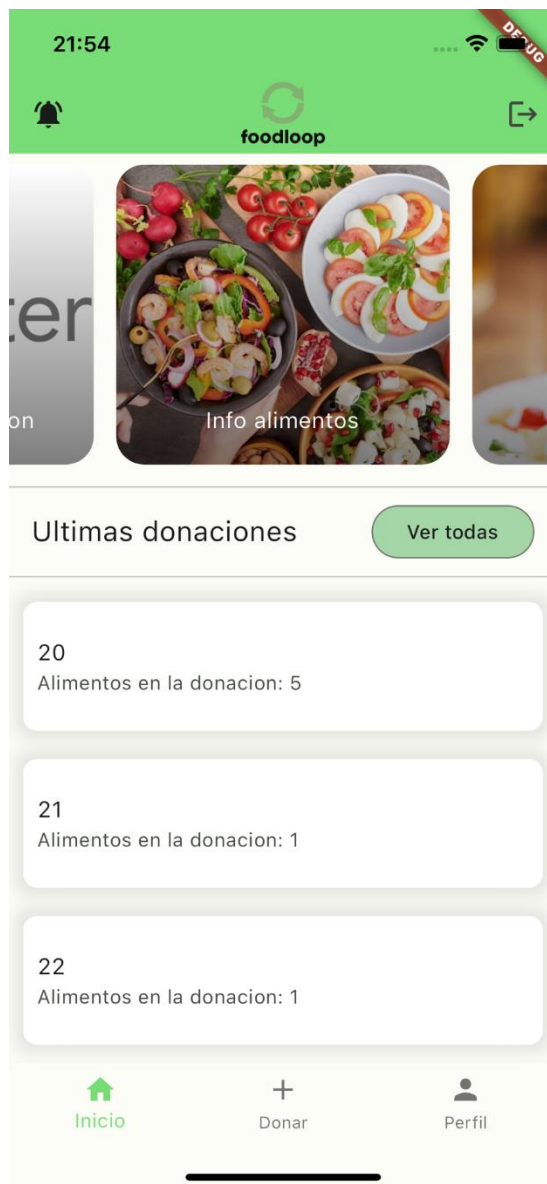 21:54
DEBUG
foodloop
ter
on
Info alimentos
Ultimas donaciones
Ver todas
20
Alimentos en la donacion: 5
21
Alimentos en la donacion: 1
22
Alimentos en la donacion: 1
Inicio
Donar
Perfil